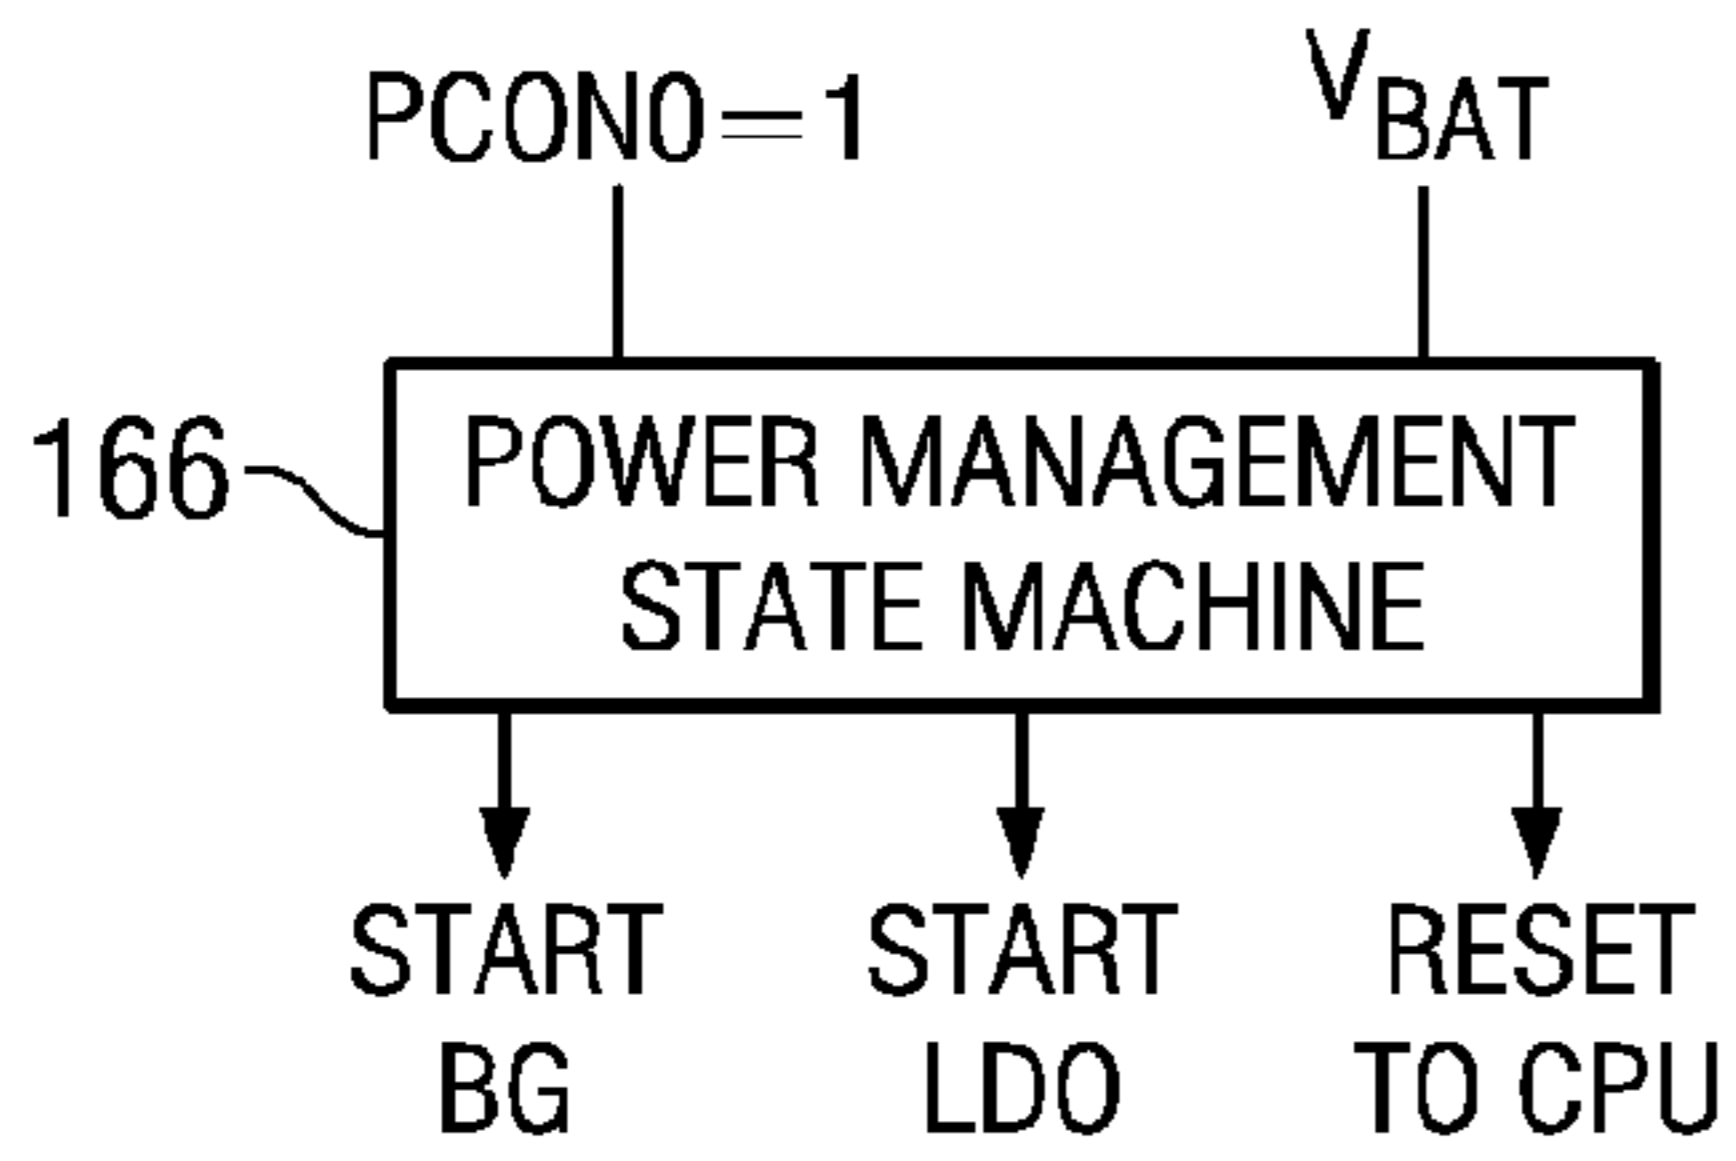 PCON0=1
VBAT
166
POWER MANAGEMENT
STATE MACHINE
START
BG
START
LDO
RESET
TO CPU